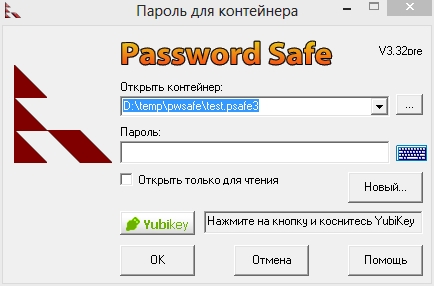 Пароль для контейнера
Password Safe
V3.32pre
Открыть контейнер:
D:\temp\pwsafe\test.psafe3
...
Пароль:
Открыть только для чтения
Новый...
Yubikey
Нажмите на кнопку и коснитесь YubiKey
OK
Отмена
Помощь